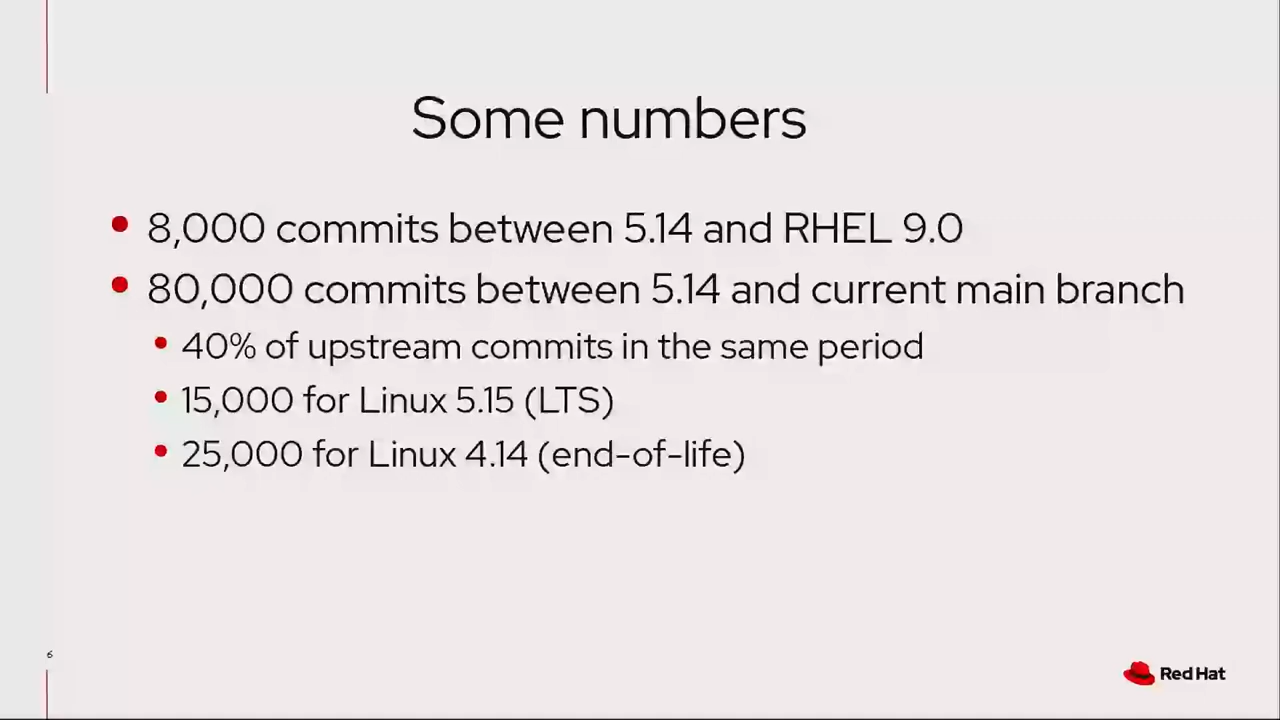 Some numbers
8,000 commits between 5.14 and RHEL 9.0
80,000 commits between 5.14 and current main branch
40% of upstream commits in the same period
15,000 for Linux 5.15 (LTS)
25,000 for Linux 4.14 (end-of-life)
6
Red Hat